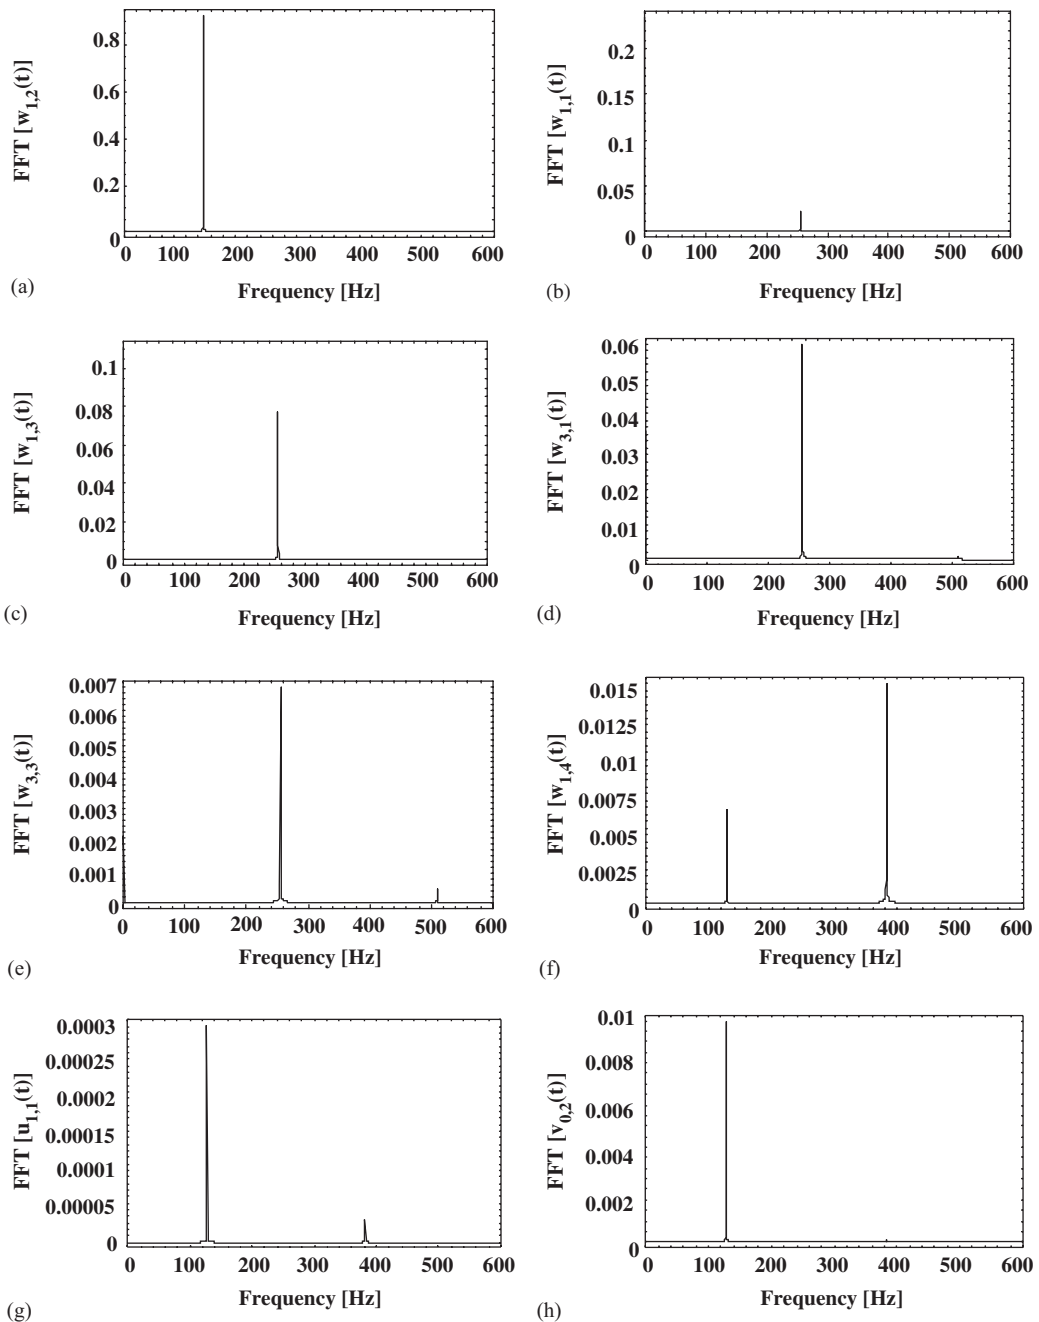 FFT [w1,2(t)]
0.8
0.6
0.4
0.2
0
0 100 200 300 400 500 600
Frequency [Hz]
(a)
FFT [w1,1(t)]
0.2
0.15
0.1
0.05
0
0 100 200 300 400 500 600
Frequency [Hz]
(b)
FFT [w1,3(t)]
0.1
0.08
0.06
0.04
0.02
0
0 100 200 300 400 500 600
Frequency [Hz]
(c)
FFT [w3,1(t)]
0.06
0.05
0.04
0.03
0.02
0.01
0
0 100 200 300 400 500 600
Frequency [Hz]
(d)
FFT [w3,3(t)]
0.007
0.006
0.005
0.004
0.003
0.002
0.001
0
0 100 200 300 400 500 600
Frequency [Hz]
(e)
FFT [w1,4(t)]
0.015
0.0125
0.01
0.0075
0.005
0.0025
0
0 100 200 300 400 500 600
Frequency [Hz]
(f)
FFT [u1,1(t)]
0.0003
0.00025
0.0002
0.00015
0.0001
0.00005
0
0 100 200 300 400 500 600
Frequency [Hz]
(g)
FFT [v0,2(t)]
0.01
0.008
0.006
0.004
0.002
0
0 100 200 300 400 500 600
Frequency [Hz]
(h)